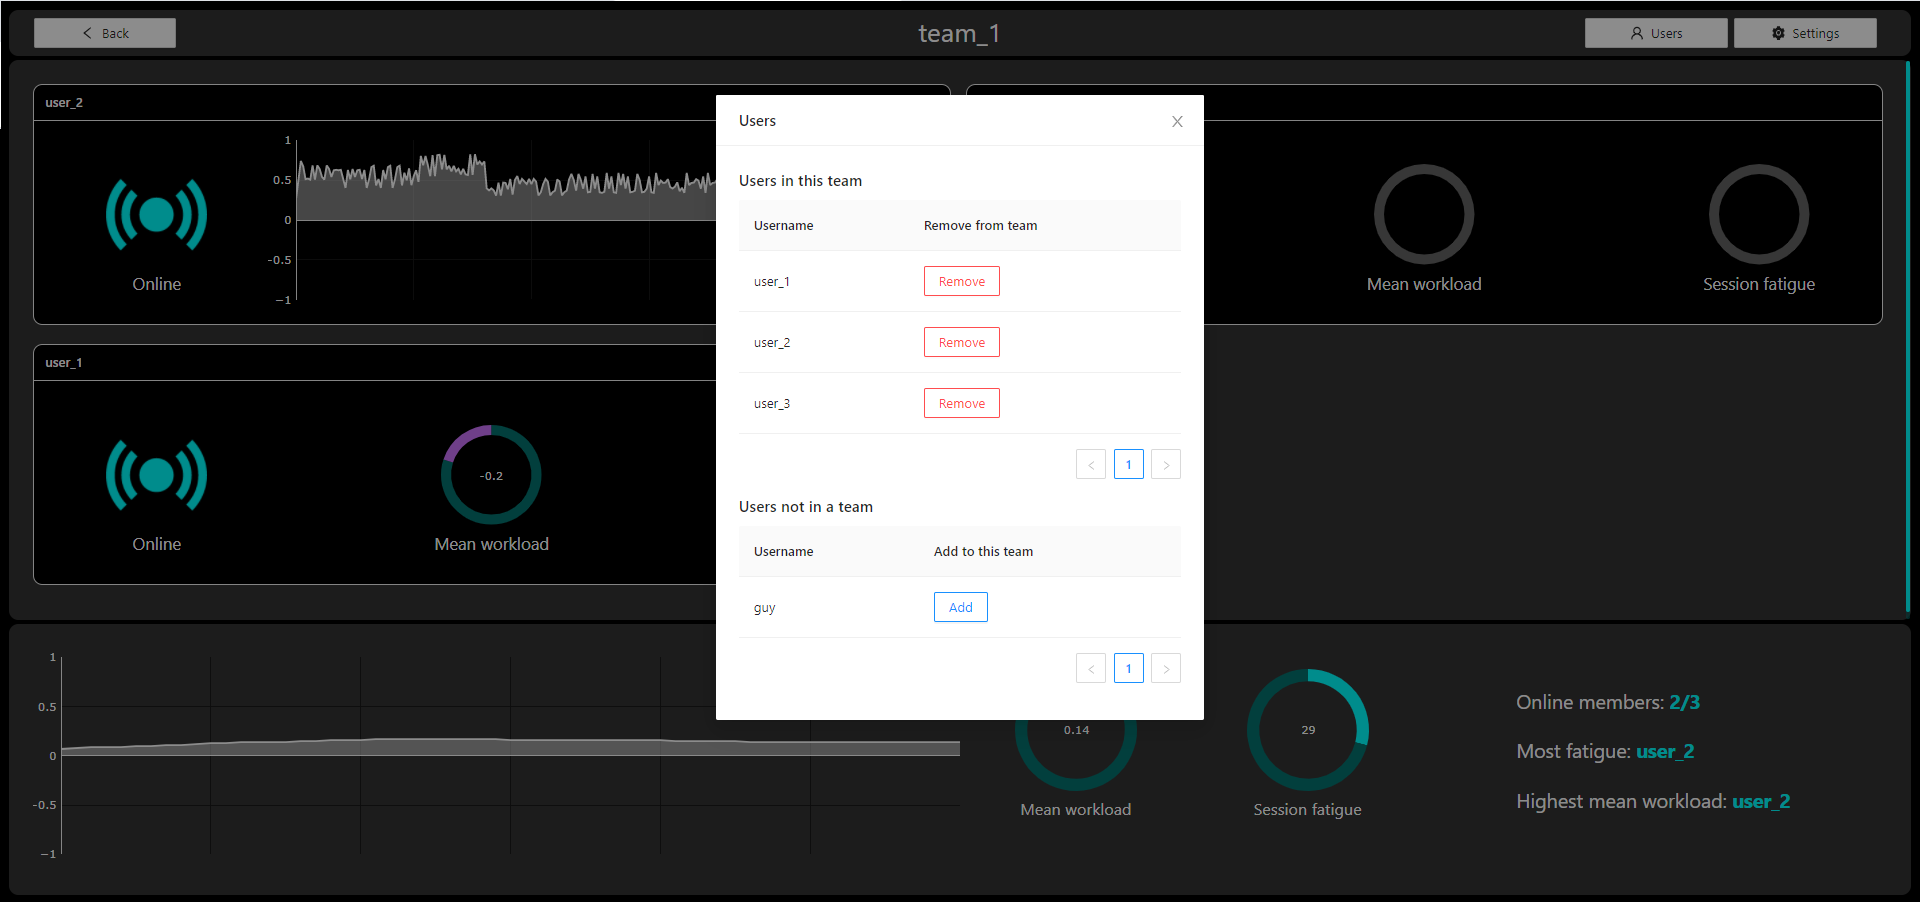 Back
team_1
Users
Settings
user_2
1
0.5
0
-0.5
−1
Online
Mean workload
Session fatigue
user_1
Online
-0.2
Mean workload
Users
Users in this team
Username Remove from team
user_1 Remove
user_2 Remove
user_3 Remove
< 1 >
Users not in a team
Username Add to this team
guy Add
< 1 >
1
0.5
0
-0.5
−1
0.14
Mean workload
29
Session fatigue
Online members: 2/3
Most fatigue: user_2
Highest mean workload: user_2